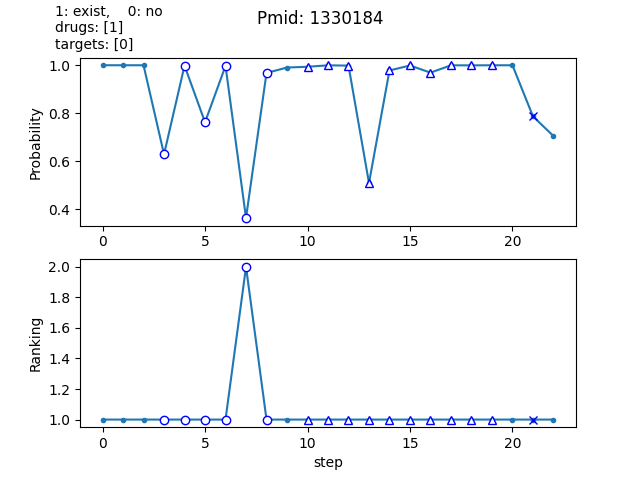 1: exist,    0: no
Pmid: 1330184
drugs: [1]
targets: [0]
1.0
0.8
0.6
0.4
Probability
0
5
10
15
20
2.0
1.8
1.6
1.4
1.2
1.0
Ranking
0
5
10
15
20
step